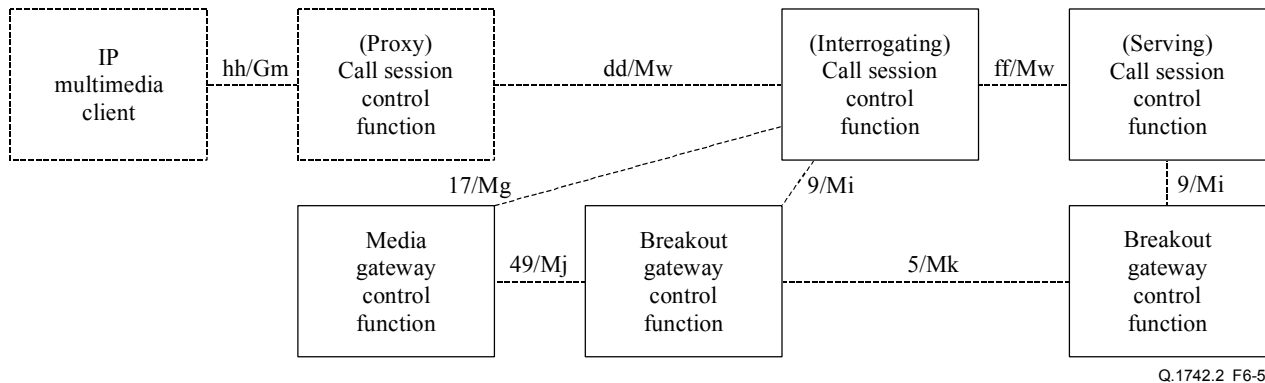 IP
multimedia
client
hh/Gm
(Proxy)
Call session
control
function
dd/Mw
(Interrogating)
Call session
control
function
ff/Mw
(Serving)
Call session
control
function
17/Mg
9/Mi
9/Mi
Media
gateway
control
function
49/Mj
Breakout
gateway
control
function
5/Mk
Breakout
gateway
control
function
Q.1742.2_F6-5